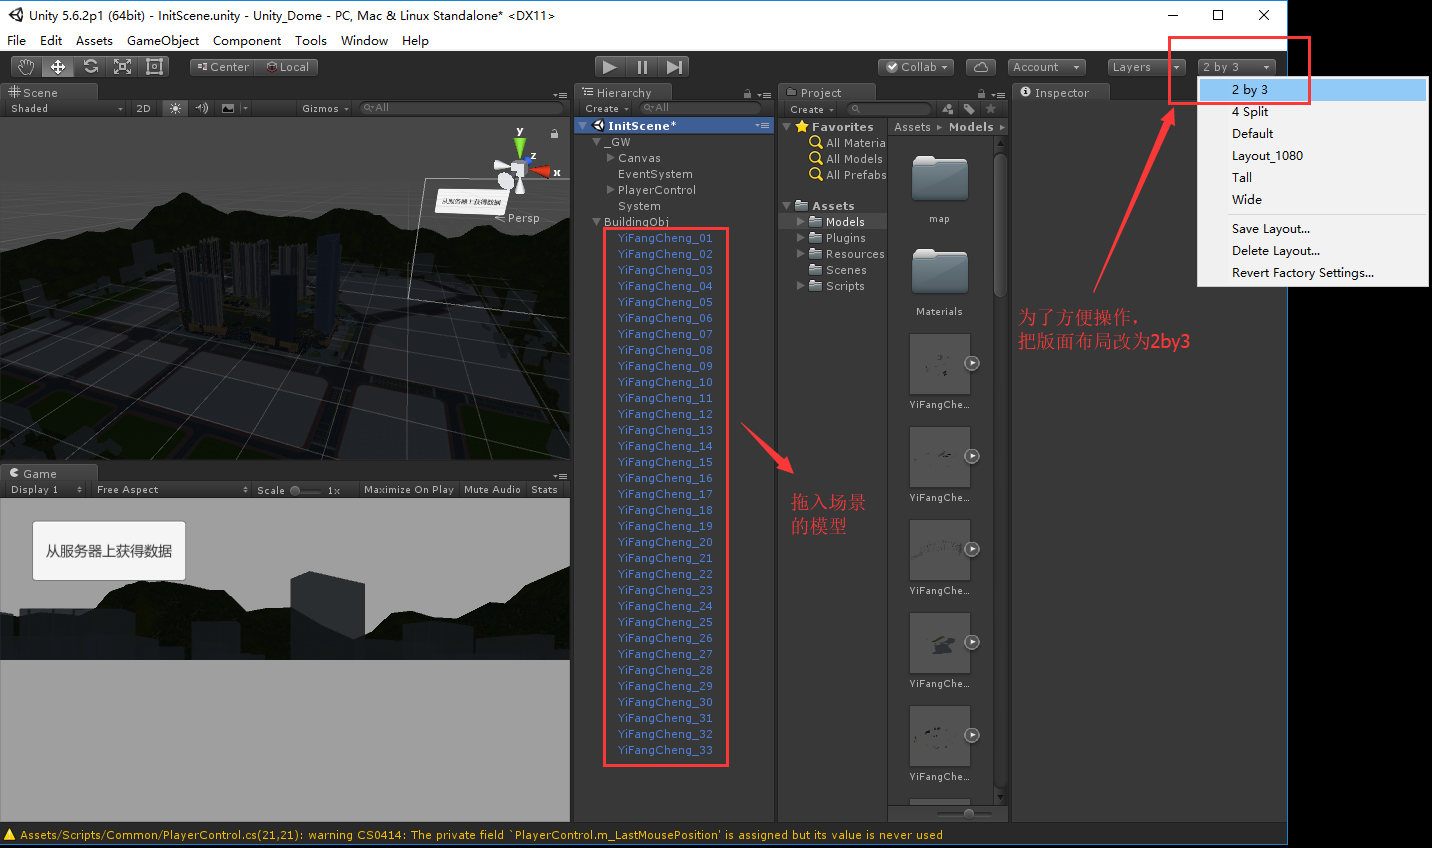 Unity 5.6.2p1 (64bit) - InitScene.unity - Unity_Dome - PC, Mac & Linux Standalone* <DX11>
File Edit Assets GameObject Component Tools Window Help
Center Local Collab Account Layers 2 by 3
2 by 3
4 Split
Default
Layout_1080
Tall
Wide
Save Layout...
Delete Layout...
Revert Factory Settings...
Scene
Shaded 2D Gizmos All
y
z
x
Persp
从服务器上获得数据
Hierarchy
Create All
InitScene*
_GW
Canvas
EventSystem
PlayerControl
System
BuildingObj
YiFangCheng_01
YiFangCheng_02
YiFangCheng_03
YiFangCheng_04
YiFangCheng_05
YiFangCheng_06
YiFangCheng_07
YiFangCheng_08
YiFangCheng_09
YiFangCheng_10
YiFangCheng_11
YiFangCheng_12
YiFangCheng_13
YiFangCheng_14
YiFangCheng_15
YiFangCheng_16
YiFangCheng_17
YiFangCheng_18
YiFangCheng_19
YiFangCheng_20
YiFangCheng_21
YiFangCheng_22
YiFangCheng_23
YiFangCheng_24
YiFangCheng_25
YiFangCheng_26
YiFangCheng_27
YiFangCheng_28
YiFangCheng_29
YiFangCheng_30
YiFangCheng_31
YiFangCheng_32
YiFangCheng_33
拖入场景
的模型
Project
Create
Favorites
All Materia
All Models
All Prefabs
Assets
Models
Plugins
Resources
Scenes
Scripts
Assets Models
map
Materials
YiFangChe...
YiFangChe...
YiFangChe...
YiFangChe...
YiFangChe...
Inspector
为了方便操作，
把版面布局改为2by3
Game
Display 1 Free Aspect Scale 1x Maximize On Play Mute Audio Stats
从服务器上获得数据
Assets/Scripts/Common/PlayerControl.cs(21,21): warning CS0414: The private field `PlayerControl.m_LastMousePosition' is assigned but its value is never used